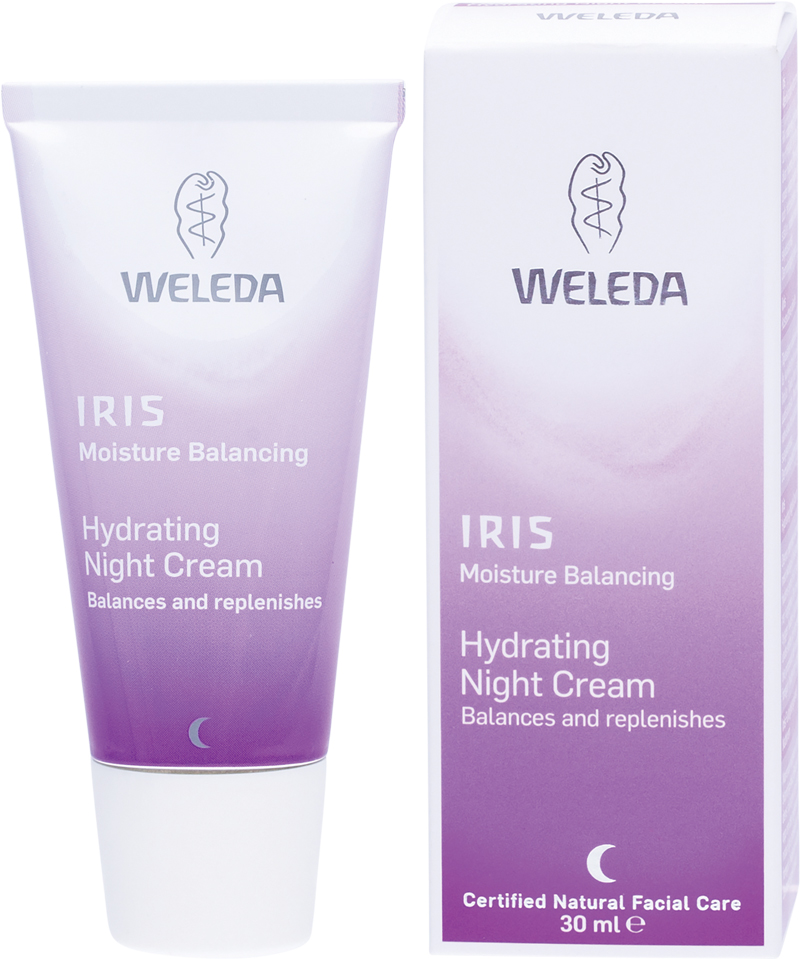 WELEDA
IRIS
Moisture Balancing
Hydrating
Night Cream
Balances and replenishes
WELEDA
WELEDA
IRIS
Moisture Balancing
Hydrating
Night Cream
Balances and replenishes
Certified Natural Facial Care
30 ml ℮